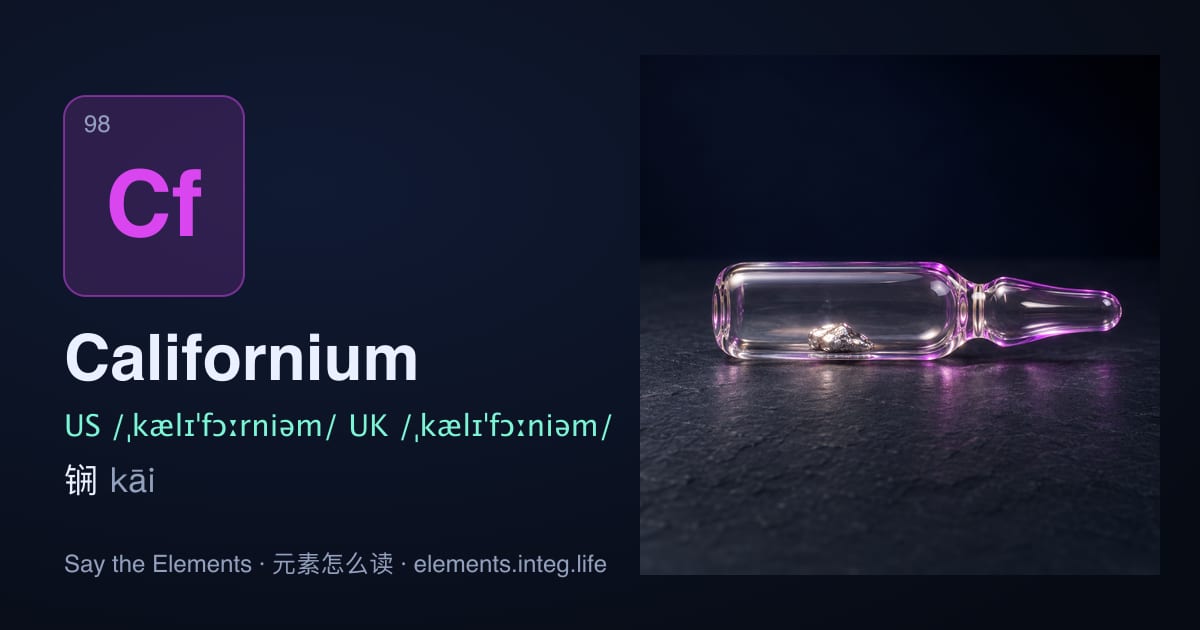 98
Cf
Californium
US /ˌkælɪˈfɔːrniəm/ UK /ˌkælɪˈfɔːniəm/
锎 kāi
Say the Elements · 元素怎么读 · elements.integ.life